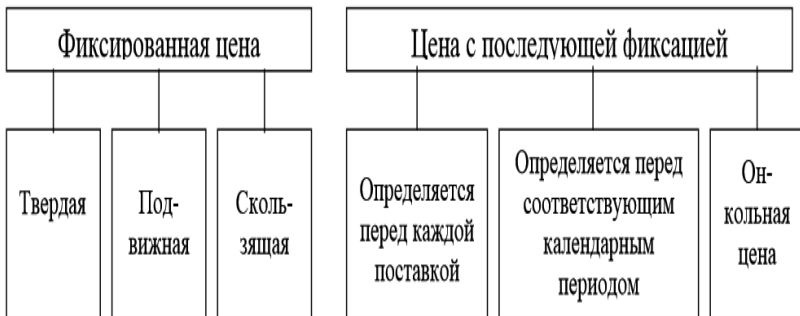 Фиксированная цена
Цена с последующей фиксацией
Твердая
Под-
вижная
Сколь-
зящая
Определяется
перед каждой
поставкой
Определяется перед
соответствующим
календарным
периодом
Он-
кольная
цена